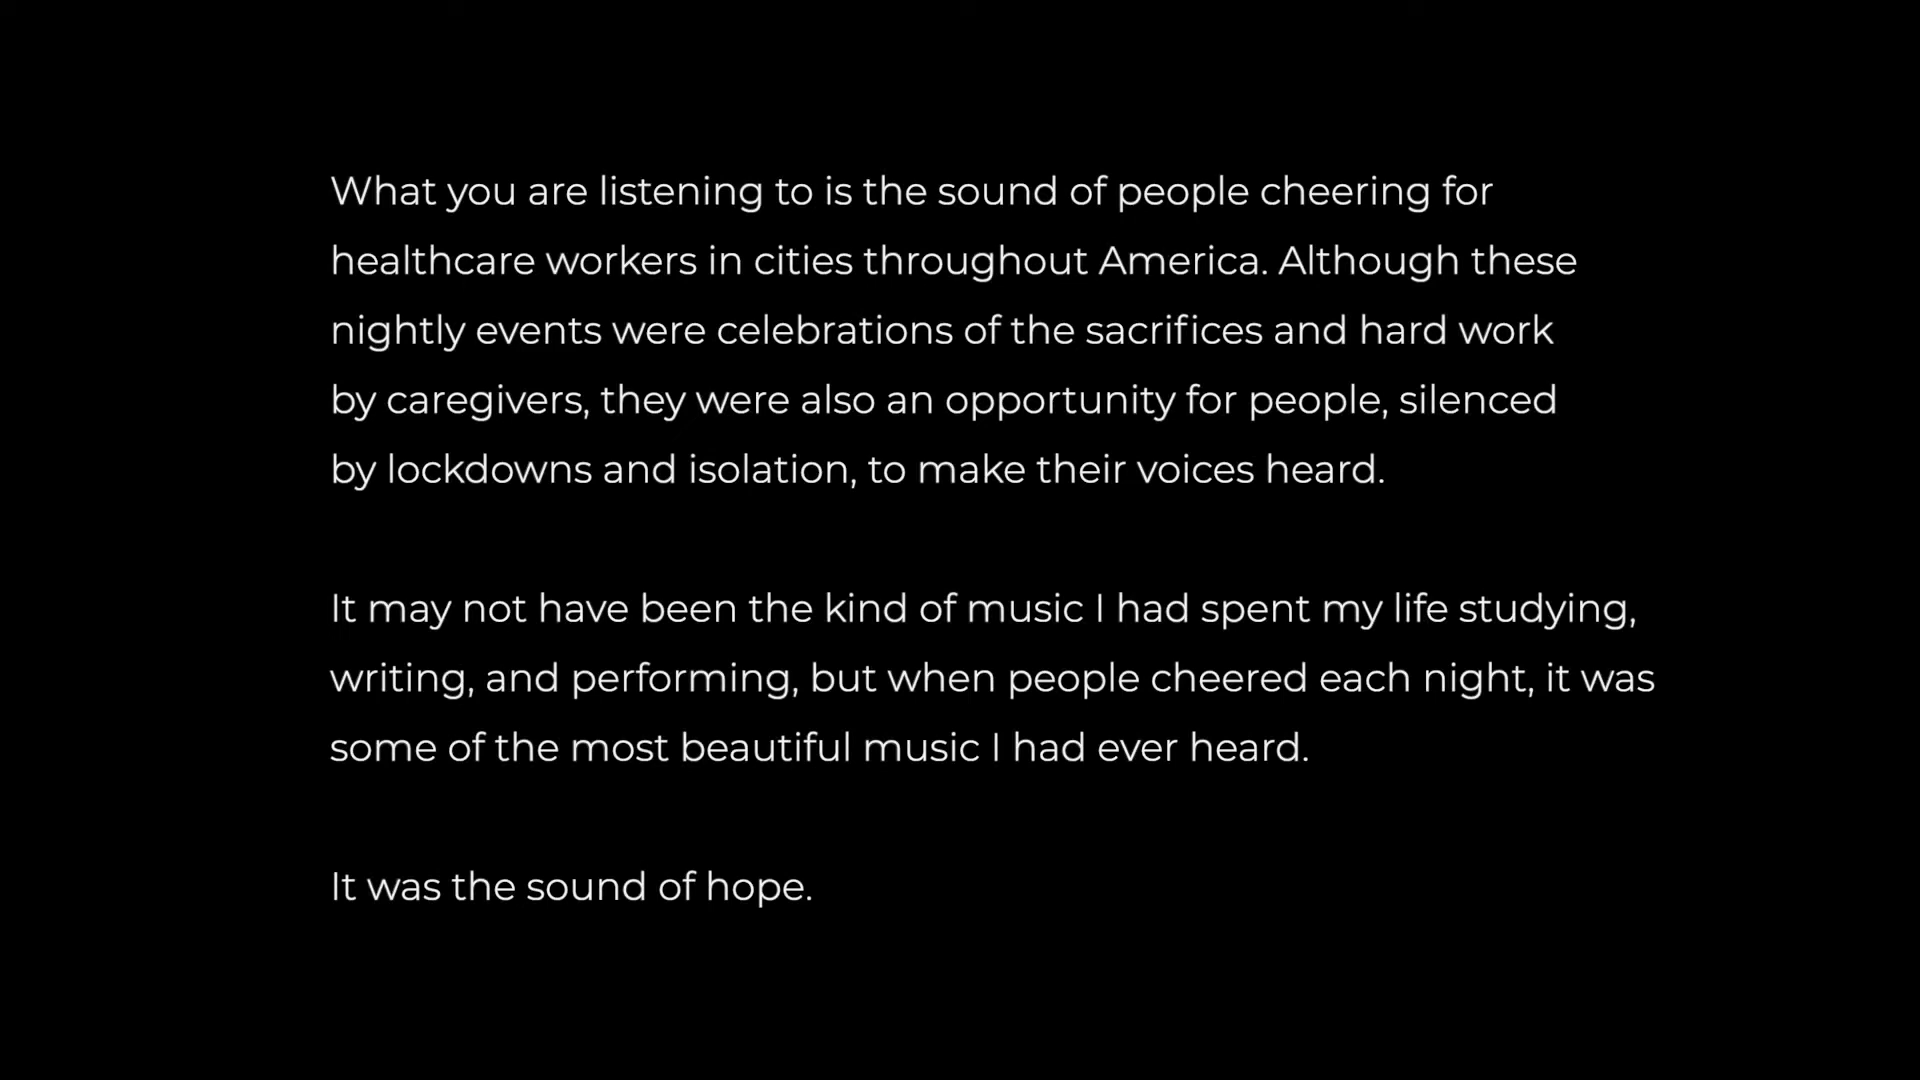 What you are listening to is the sound of people cheering for
healthcare workers in cities throughout America. Although these
nightly events were celebrations of the sacrifices and hard work
by caregivers, they were also an opportunity for people, silenced
by lockdowns and isolation, to make their voices heard.
It may not have been the kind of music I had spent my life studying,
writing, and performing, but when people cheered each night, it was
some of the most beautiful music I had ever heard.
It was the sound of hope.